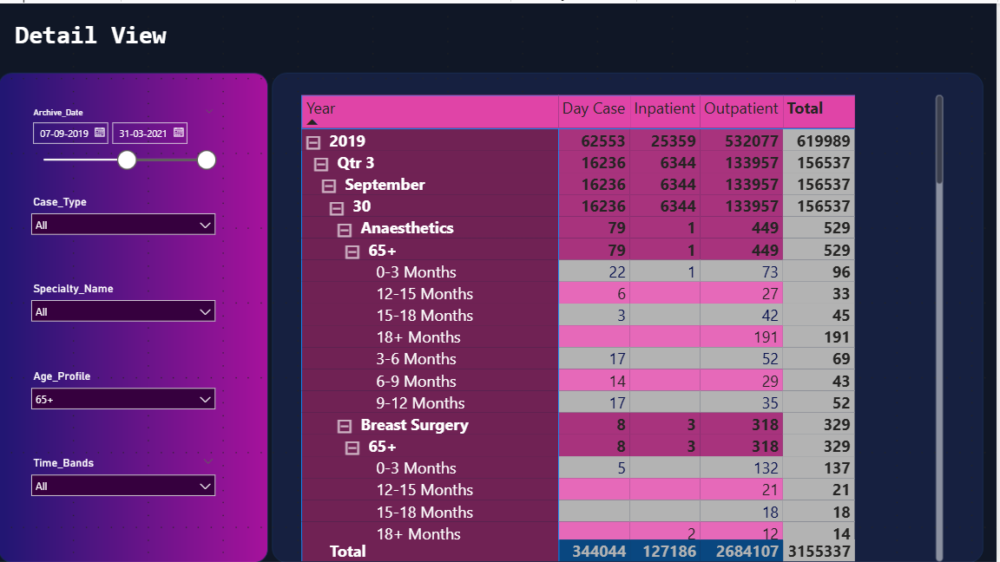 Detail View
Archive_Date
07-09-2019 31-03-2021
Case_Type
All
Specialty_Name
All
Age_Profile
65+
Time_Bands
All
Year Day Case Inpatient Outpatient Total
2019 62553 25359 532077 619989
Qtr 3 16236 6344 133957 156537
September 16236 6344 133957 156537
30 16236 6344 133957 156537
Anaesthetics 79 1 449 529
65+ 79 1 449 529
0-3 Months 22 1 73 96
12-15 Months 6 27 33
15-18 Months 3 42 45
18+ Months 191 191
3-6 Months 17 52 69
6-9 Months 14 29 43
9-12 Months 17 35 52
Breast Surgery 8 3 318 329
65+ 8 3 318 329
0-3 Months 5 132 137
12-15 Months 21 21
15-18 Months 18 18
18+ Months 2 12 14
Total 344044 127186 2684107 3155337